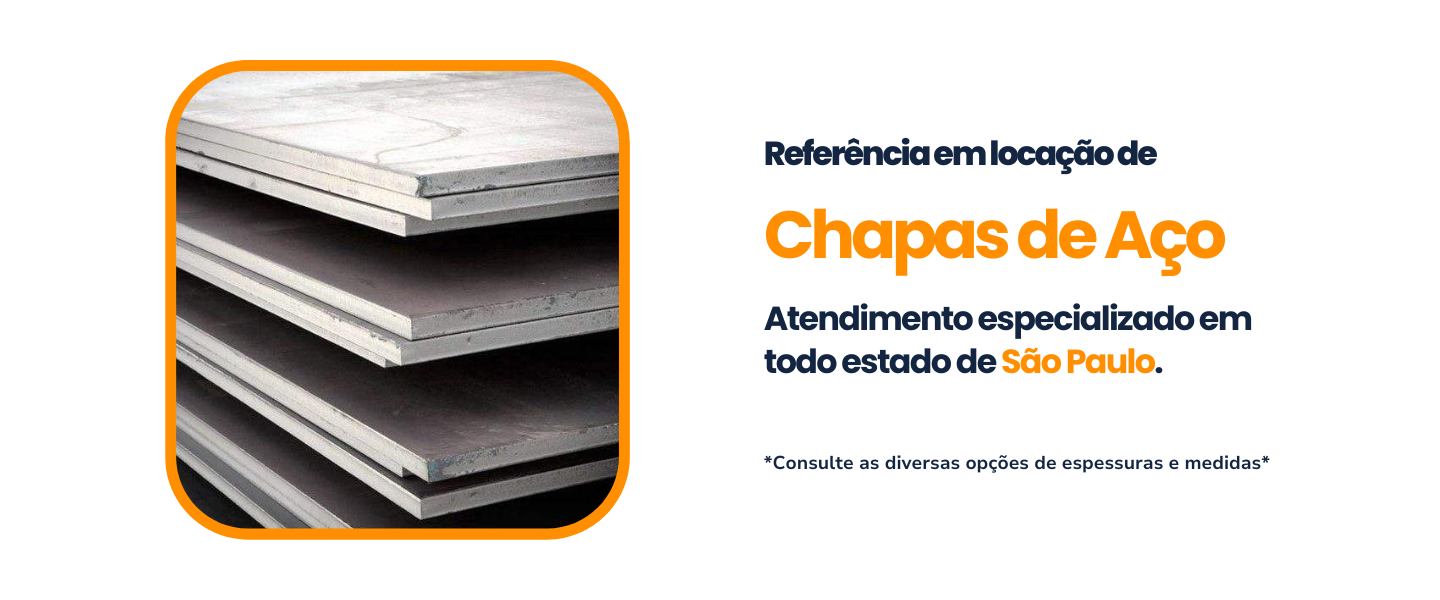 Referência em locação de
Chapas de Aço
Atendimento especializado em
todo estado de São Paulo.
*Consulte as diversas opções de espessuras e medidas*